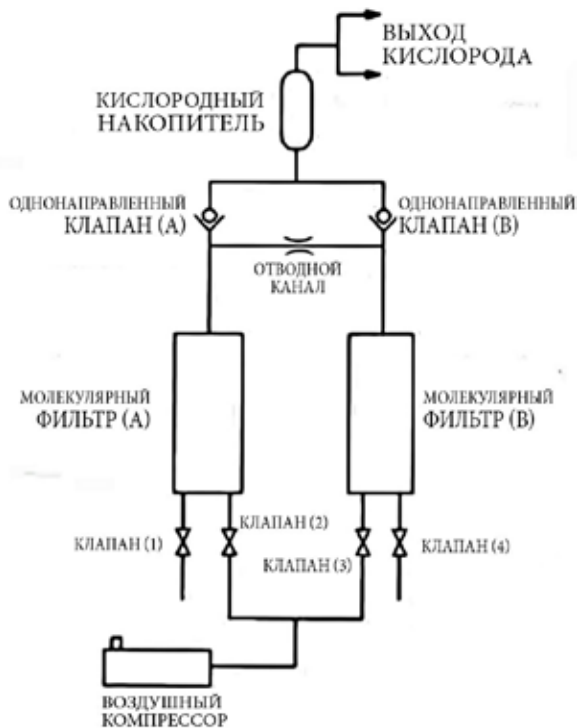 ВЫХОД
КИСЛОРОДА
КИСЛОРОДНЫЙ
НАКОПИТЕЛЬ
ОДНОНАПРАВЛЕННЫЙ
КЛАПАН (А)
ОДНОНАПРАВЛЕННЫЙ
КЛАПАН (В)
ОТВОДНОЙ
КАНАЛ
МОЛЕКУЛЯРНЫЙ
ФИЛЬТР (А)
МОЛЕКУЛЯРНЫЙ
ФИЛЬТР (В)
КЛАПАН (1)
КЛАПАН (2)
КЛАПАН (3)
КЛАПАН (4)
ВОЗДУШНЫЙ
КОМПРЕССОР